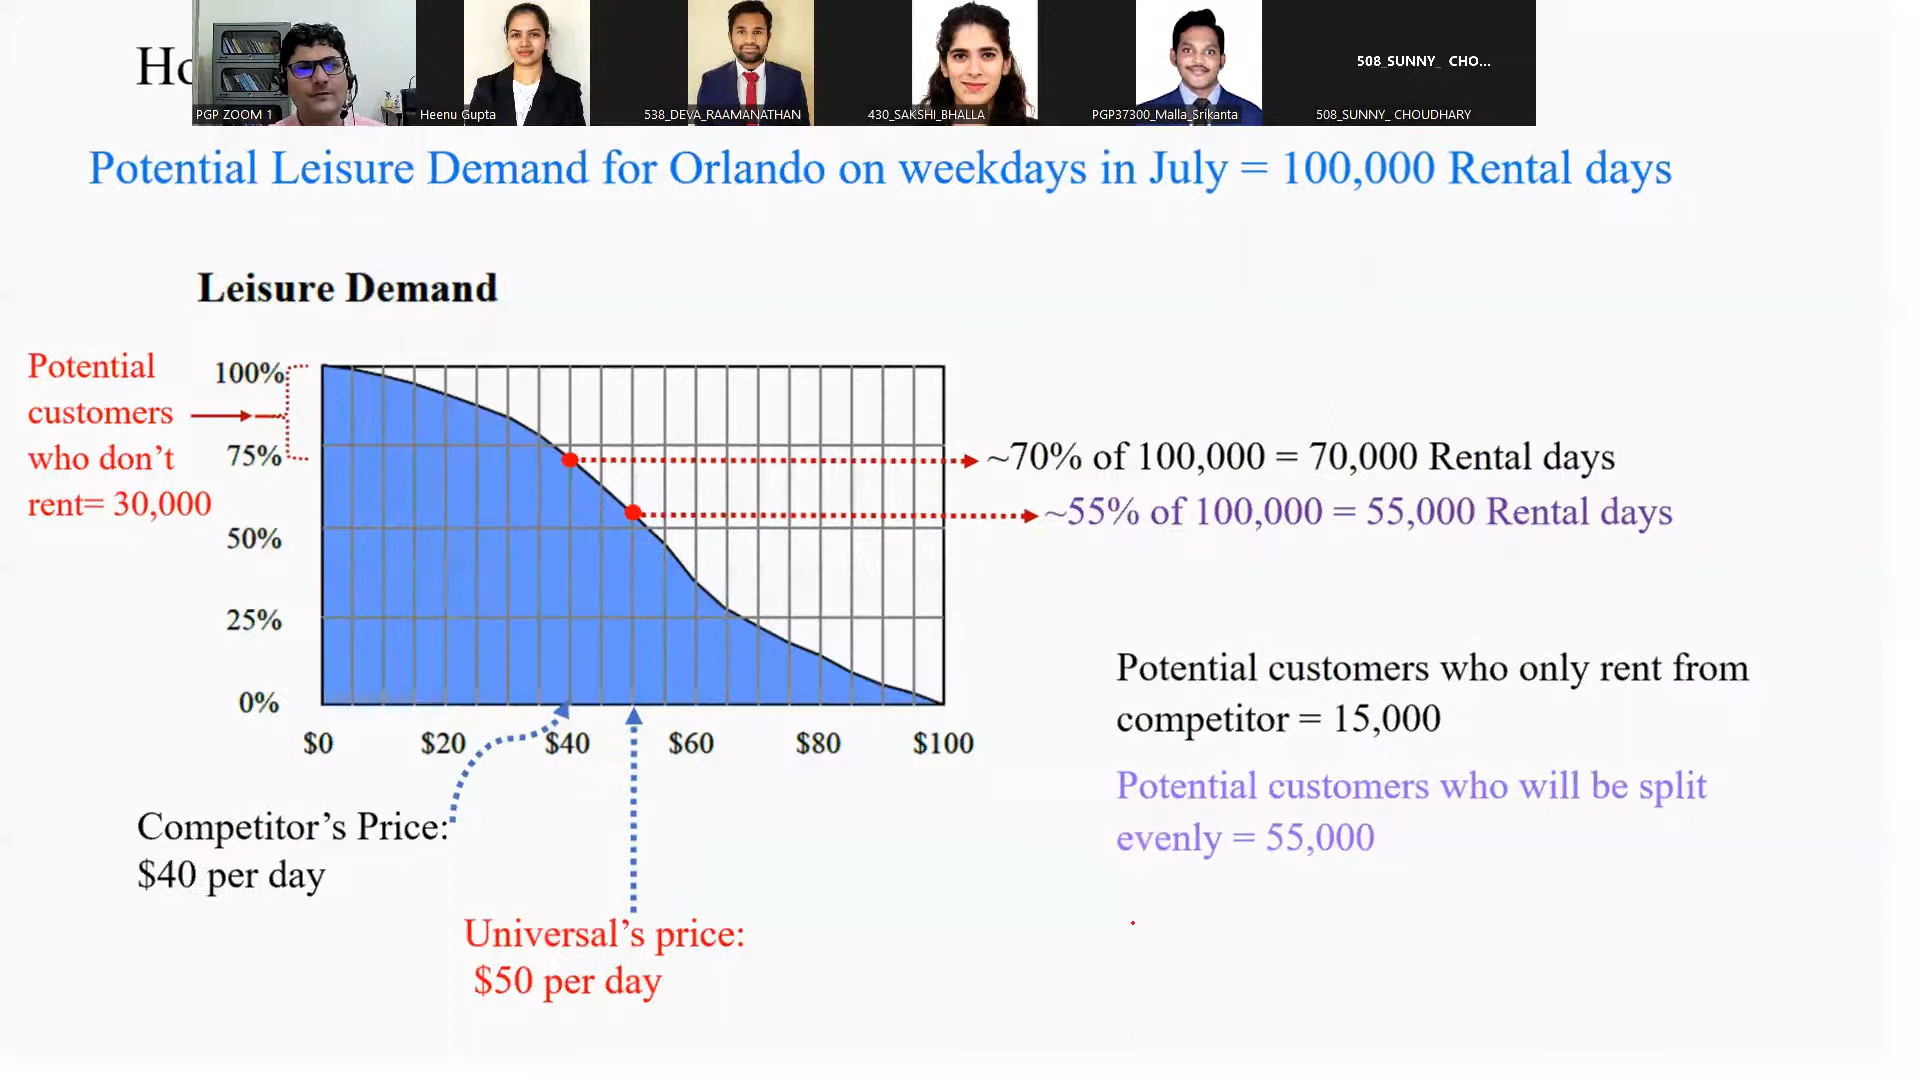 Ho
PGP ZOOM 1
Heenu Gupta
538_DEVA_RAAMANATHAN
430_SAKSHI_BHALLA
PGP37300_Malla_Srikanta
508_SUNNY_ CHO...
508_SUNNY_ CHOUDHARY
Potential Leisure Demand for Orlando on weekdays in July = 100,000 Rental days
Leisure Demand
Potential
customers
who don’t
rent= 30,000
100%
75%
50%
25%
0%
$0 $20 $40 $60 $80 $100
~70% of 100,000 = 70,000 Rental days
~55% of 100,000 = 55,000 Rental days
Potential customers who only rent from
competitor = 15,000
Potential customers who will be split
evenly = 55,000
Competitor’s Price:
$40 per day
Universal’s price:
$50 per day